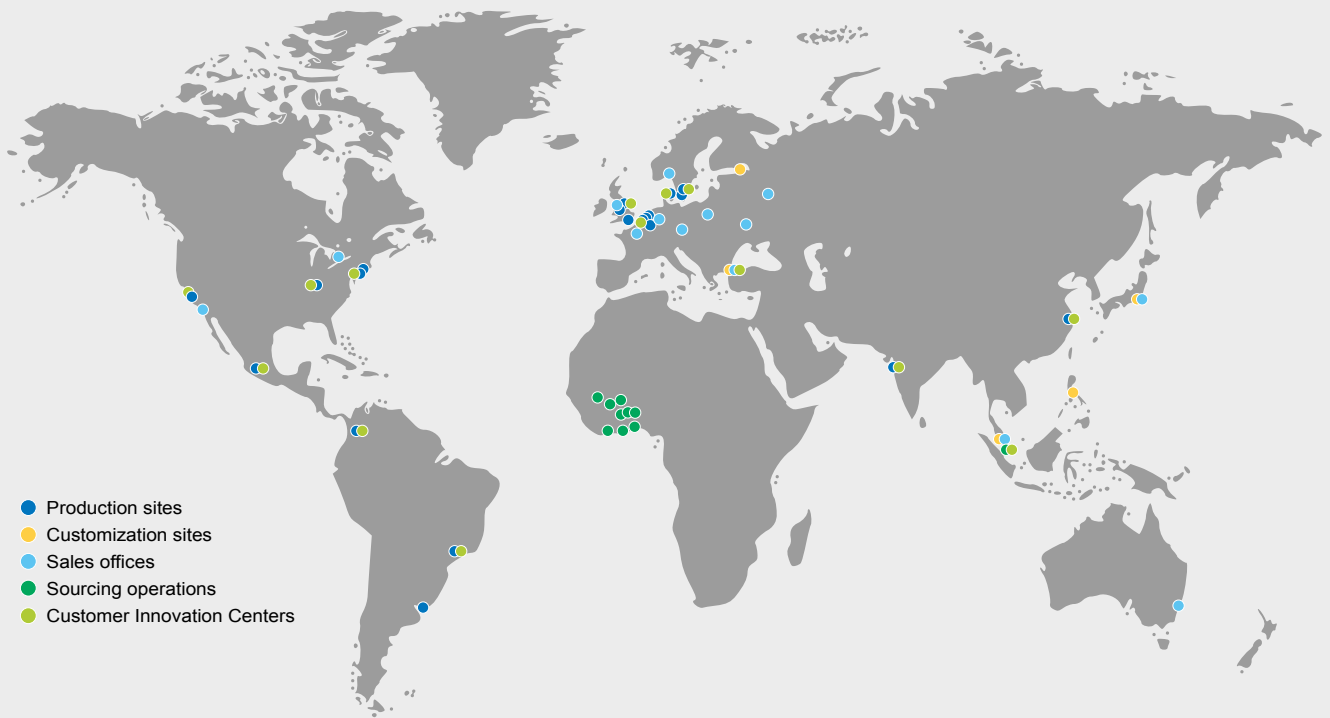 Production sites
Customization sites
Sales offices
Sourcing operations
Customer Innovation Centers